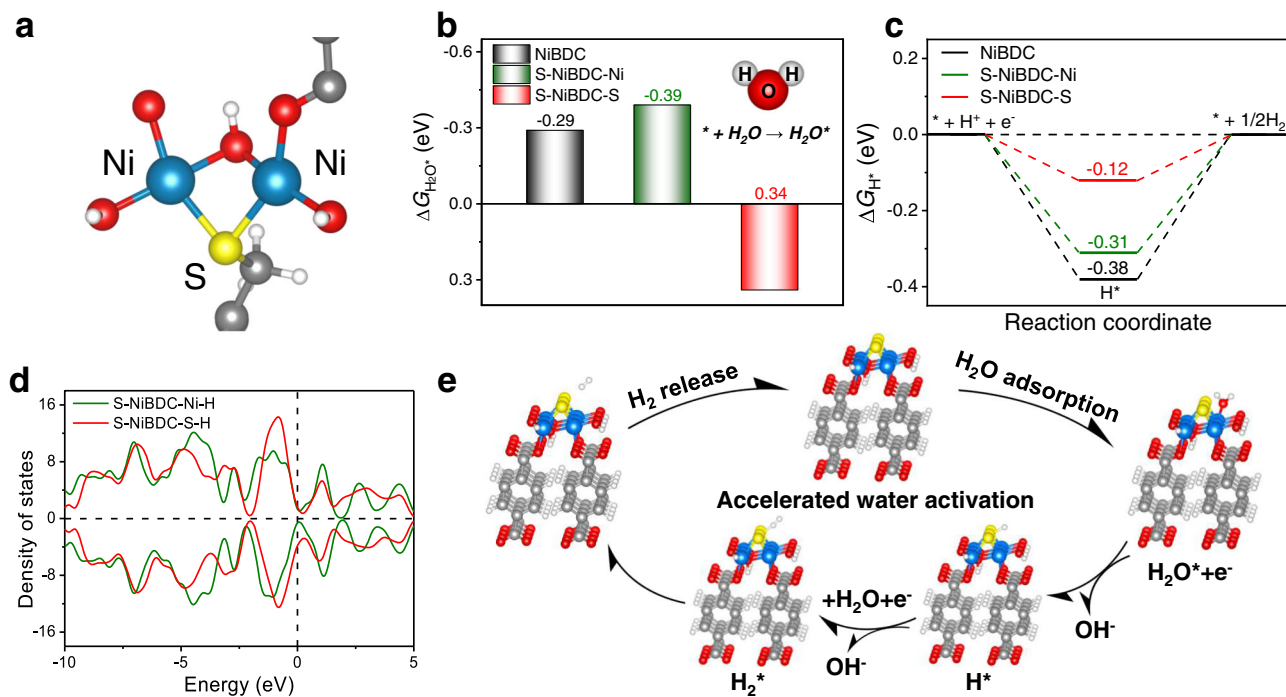 a
Ni
Ni
S
b
ΔG_H₂O* (eV)
-0.6
-0.3
0.0
0.3
NiBDC
S-NiBDC-Ni
S-NiBDC-S
-0.29
-0.39
0.34
H
H
O
* + H₂O → H₂O*
c
ΔG_H* (eV)
0.2
0.0
-0.2
-0.4
NiBDC
S-NiBDC-Ni
S-NiBDC-S
* + H⁺ + e⁻
* + 1/2H₂
-0.12
-0.31
-0.38
H*
Reaction coordinate
d
Density of states
16
8
0
-8
-16
S-NiBDC-Ni-H
S-NiBDC-S-H
-10
-5
0
5
Energy (eV)
e
H₂ release
H₂O adsorption
Accelerated water activation
H₂O*+e⁻
OH⁻
+H₂O+e⁻
OH⁻
H₂*
H*